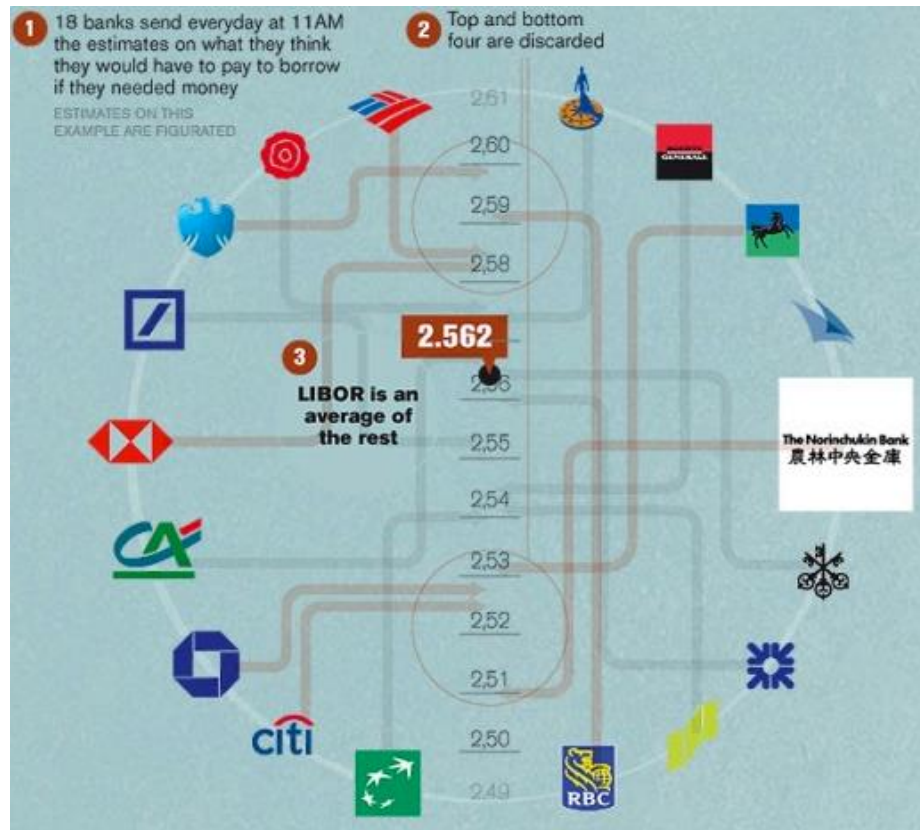 1
18 banks send everyday at 11AM
the estimates on what they think
they would have to pay to borrow
if they needed money
ESTIMATES ON THIS
EXAMPLE ARE FIGURATED
2
Top and bottom
four are discarded
2,61
2,60
2,59
2,58
2.562
3
LIBOR is an
average of
the rest
2,56
2,55
2,54
2,53
2,52
2,51
2,50
2,49
GENERALE
The Norinchukin Bank
農林中央金庫
CA
citi
RBC